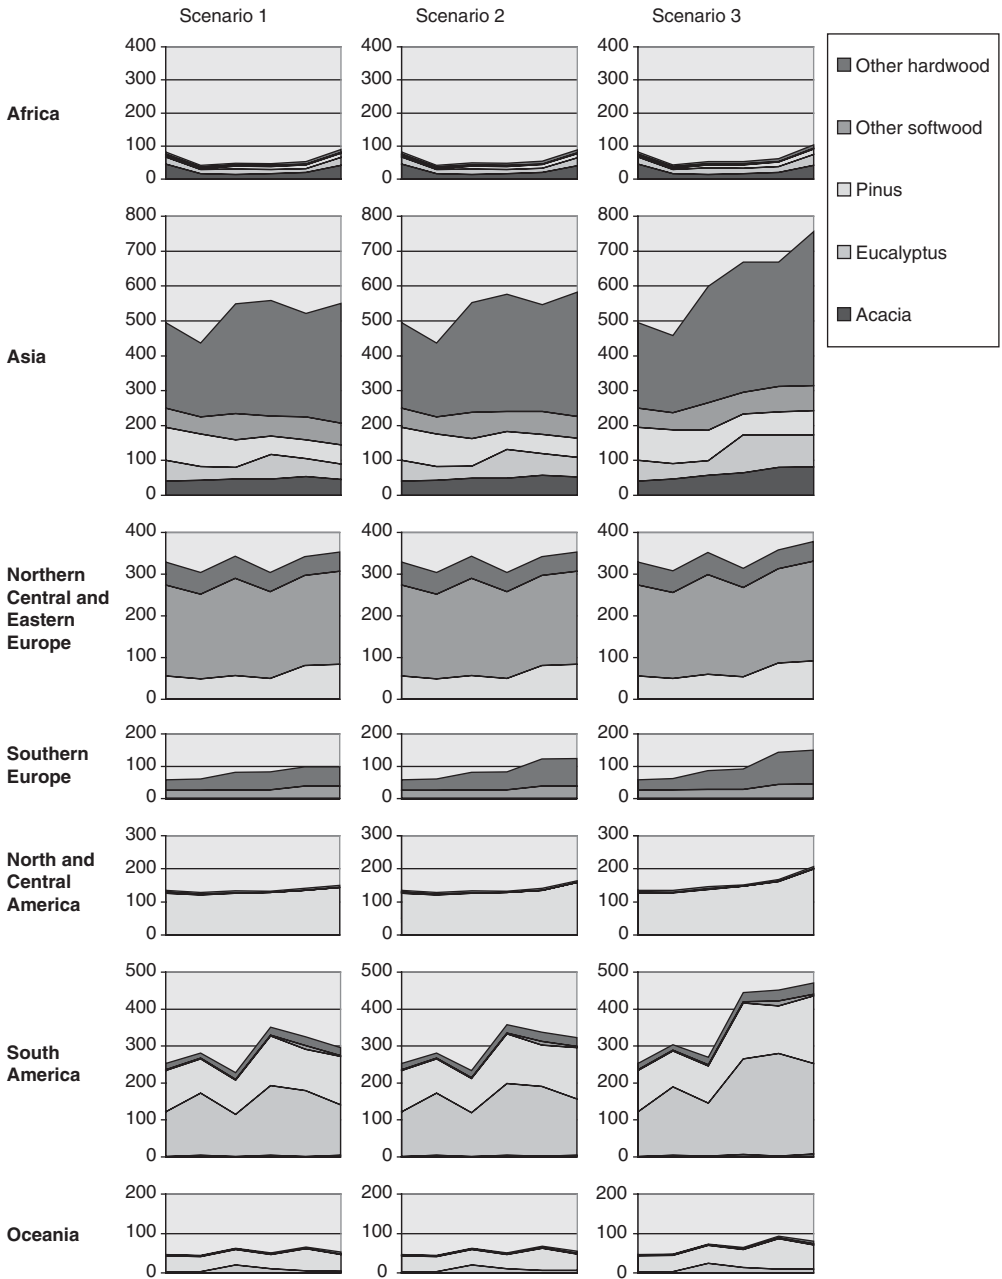 Scenario 1 Scenario 2 Scenario 3
Other hardwood
Other softwood
Pinus
Eucalyptus
Acacia
Africa
400 400 400
300 300 300
200 200 200
100 100 100
0 0 0
Asia
800 800 800
700 700 700
600 600 600
500 500 500
400 400 400
300 300 300
200 200 200
100 100 100
0 0 0
Northern
Central and
Eastern
Europe
400 400 400
300 300 300
200 200 200
100 100 100
0 0 0
Southern
Europe
200 200 200
100 100 100
0 0 0
North and
Central
America
300 300 300
200 200 200
100 100 100
0 0 0
South
America
500 500 500
400 400 400
300 300 300
200 200 200
100 100 100
0 0 0
Oceania
200 200 200
100 100 100
0 0 0